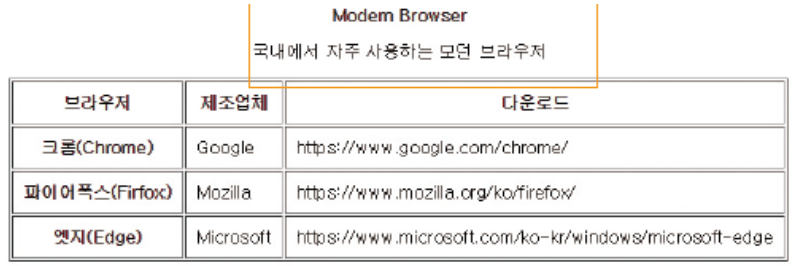 Modern Browser
국내에서 자주 사용하는 모던 브라우저
브라우저 제조업체 다운로드
크롬(Chrome) Google https://www.google.com/chrome/
파이어폭스(Firfox) Mozilla https://www.mozilla.org/ko/firefox/
엣지(Edge) Microsoft https://www.microsoft.com/ko-kr/windows/microsoft-edge